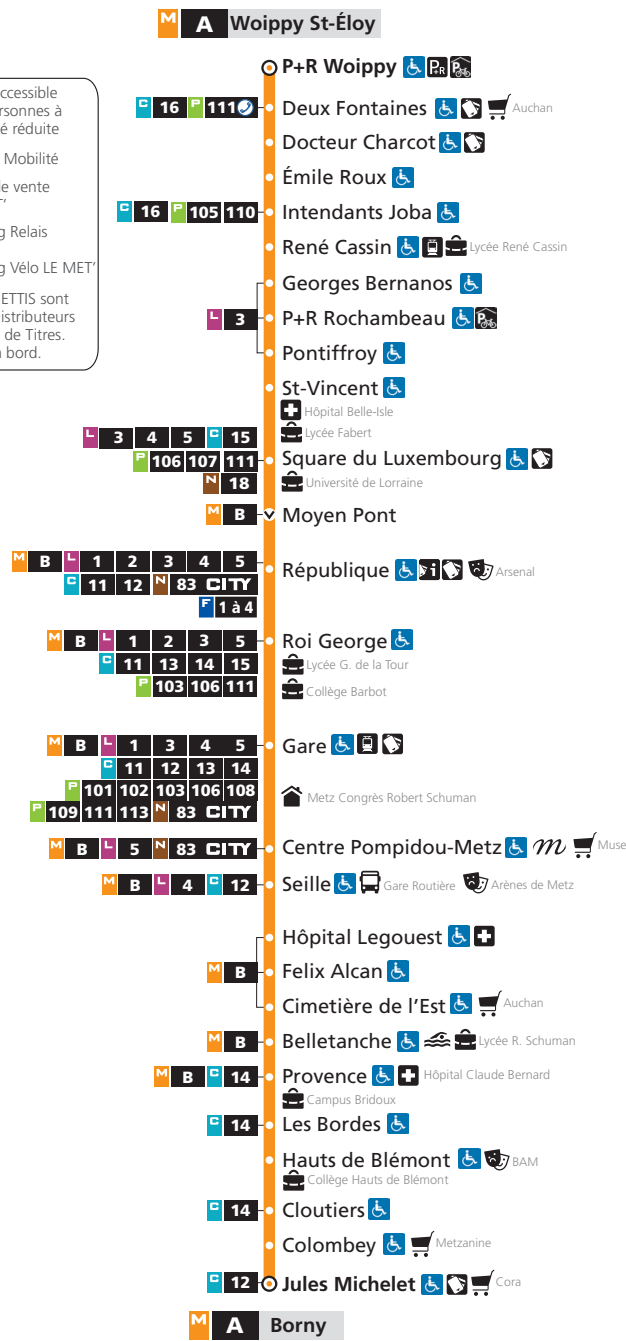 M A Woippy St-Éloy
P+R Woippy P+R
ccessible
rsonnes à
é réduite
Mobilité
le vente
g Relais
g Vélo LE MET'
ETTIS sont
istributeurs
de Titres.
à bord.
C 16 P 111 Deux Fontaines Auchan
Docteur Charcot
Émile Roux
C 16 P 105 110 Intendants Joba
René Cassin Lycée René Cassin
Georges Bernanos
L 3 P+R Rochambeau
Pontiffroy
St-Vincent
Hôpital Belle-Isle
Lycée Fabert
L 3 4 5 C 15
P 106 107 111 Square du Luxembourg
N 18 Université de Lorraine
M B Moyen Pont
M B L 1 2 3 4 5
République Arsenal
C 11 12 N 83 CITY
F 1 à 4
M B L 1 2 3 5 Roi George
C 11 13 14 15 Lycée G. de la Tour
P 103 106 111 Collège Barbot
M B L 1 3 4 5 Gare
C 11 12 13 14
P 101 102 103 106 108 Metz Congrès Robert Schuman
P 109 111 113 N 83 CITY
M B L 5 N 83 CITY Centre Pompidou-Metz m Muse
M B L 4 C 12 Seille Gare Routière Arènes de Metz
Hôpital Legouest
M B Felix Alcan
Cimetière de l'Est Auchan
M B Belletanche Lycée R. Schuman
M B C 14 Provence Hôpital Claude Bernard
Campus Bridoux
C 14 Les Bordes
Hauts de Blémont BAM
Collège Hauts de Blémont
C 14 Cloutiers
Colombey Metzanine
C 12 Jules Michelet Cora
M A Borny